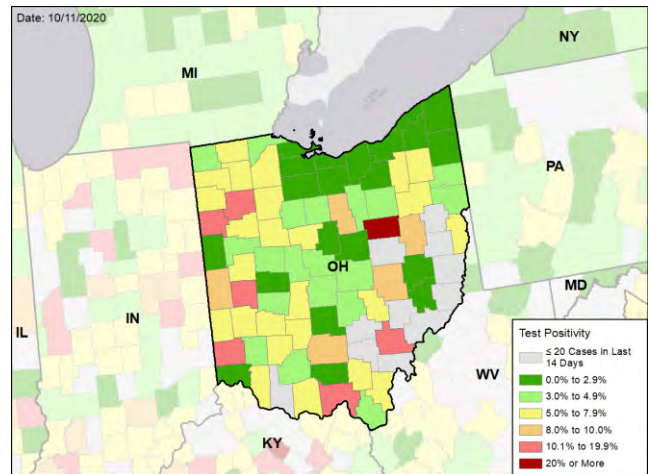 Date: 10/11/2020
NY
MI
PA
OH
IN
IL
MD
WV
KY
Test Positivity
≤ 20 Cases in Last
14 Days
0.0% to 2.9%
3.0% to 4.9%
5.0% to 7.9%
8.0% to 10.0%
10.1% to 19.9%
20% or More